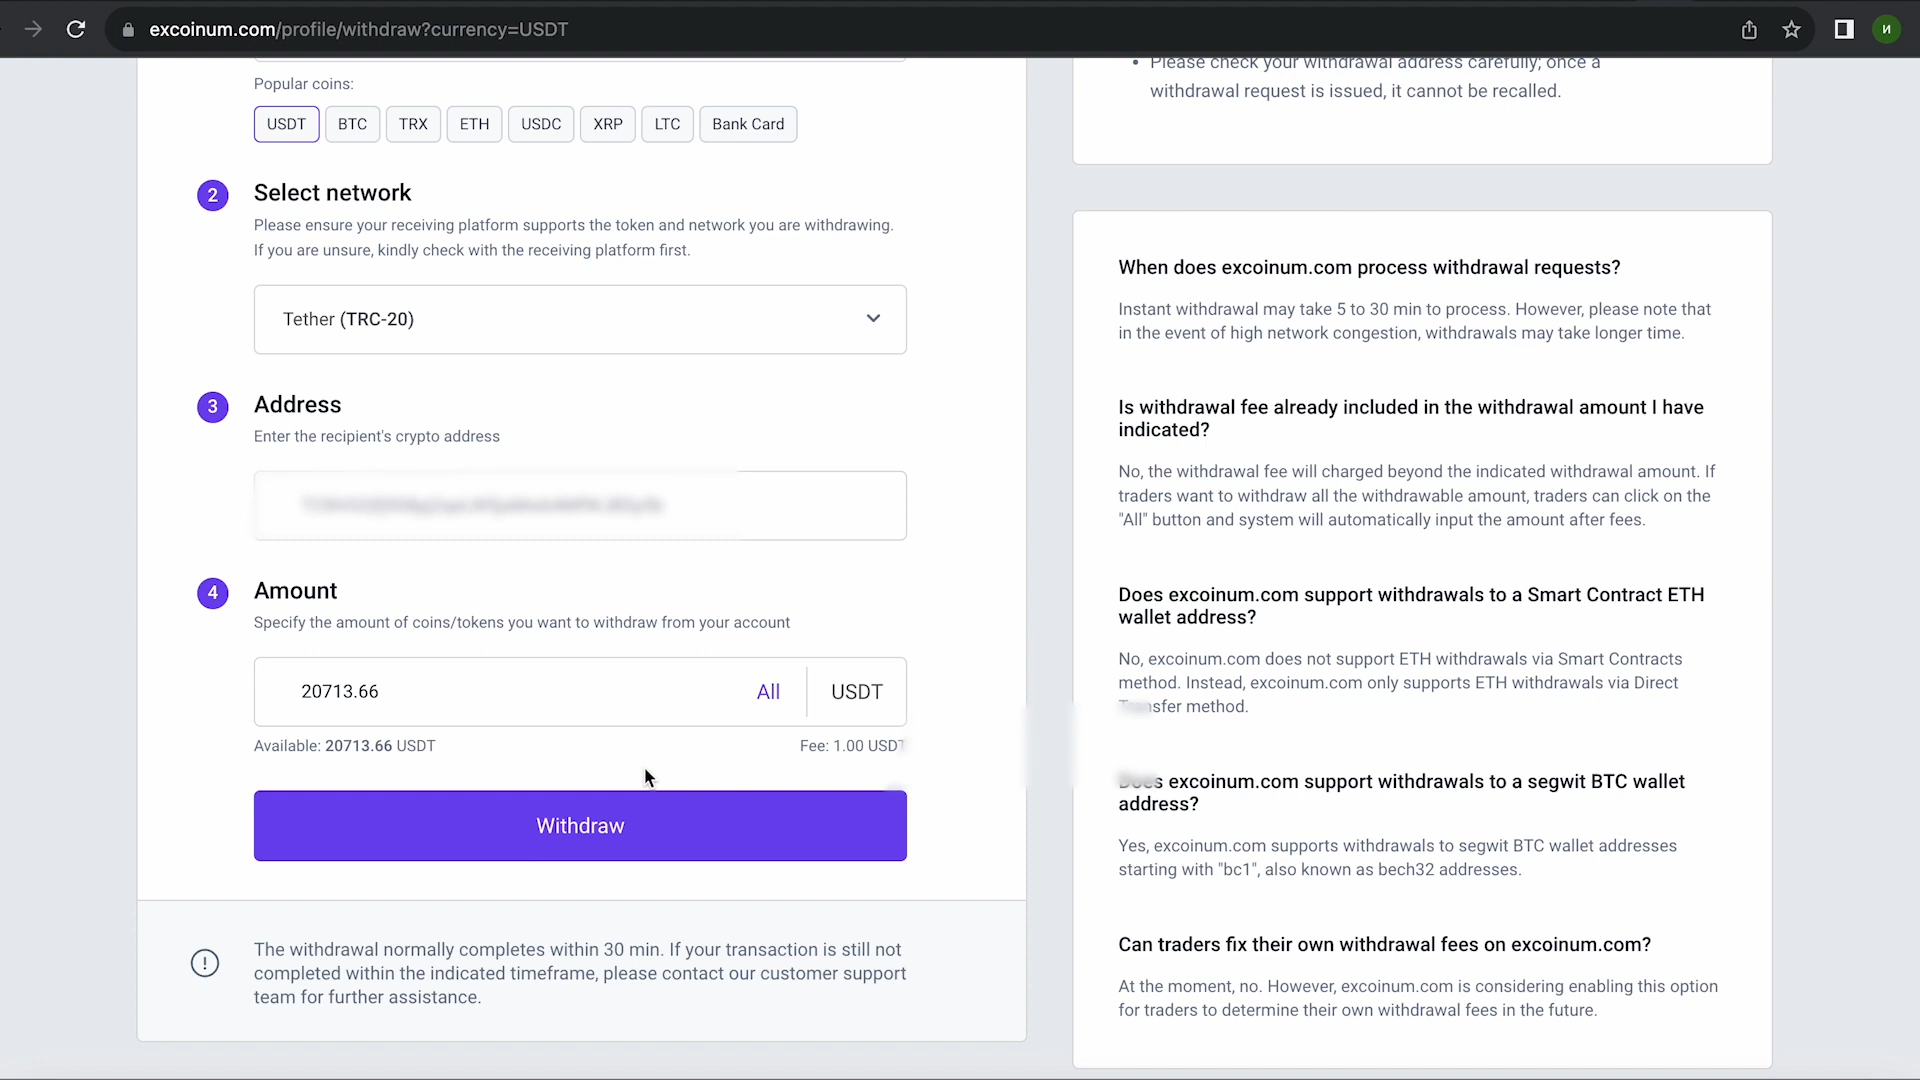 excoinum.com/profile/withdraw?currency=USDT
И
Popular coins:
USDT BTC TRX ETH USDC XRP LTC Bank Card
2 Select network
Please ensure your receiving platform supports the token and network you are withdrawing.
If you are unsure, kindly check with the receiving platform first.
Tether (TRC-20)
3 Address
Enter the recipient's crypto address
4 Amount
Specify the amount of coins/tokens you want to withdraw from your account
20713.66 All USDT
Available: 20713.66 USDT Fee: 1.00 USDT
Withdraw
The withdrawal normally completes within 30 min. If your transaction is still not
completed within the indicated timeframe, please contact our customer support
team for further assistance.
• Please check your withdrawal address carefully; once a
withdrawal request is issued, it cannot be recalled.
When does excoinum.com process withdrawal requests?
Instant withdrawal may take 5 to 30 min to process. However, please note that
in the event of high network congestion, withdrawals may take longer time.
Is withdrawal fee already included in the withdrawal amount I have
indicated?
No, the withdrawal fee will charged beyond the indicated withdrawal amount. If
traders want to withdraw all the withdrawable amount, traders can click on the
"All" button and system will automatically input the amount after fees.
Does excoinum.com support withdrawals to a Smart Contract ETH
wallet address?
No, excoinum.com does not support ETH withdrawals via Smart Contracts
method. Instead, excoinum.com only supports ETH withdrawals via Direct
Transfer method.
Does excoinum.com support withdrawals to a segwit BTC wallet
address?
Yes, excoinum.com supports withdrawals to segwit BTC wallet addresses
starting with "bc1", also known as bech32 addresses.
Can traders fix their own withdrawal fees on excoinum.com?
At the moment, no. However, excoinum.com is considering enabling this option
for traders to determine their own withdrawal fees in the future.